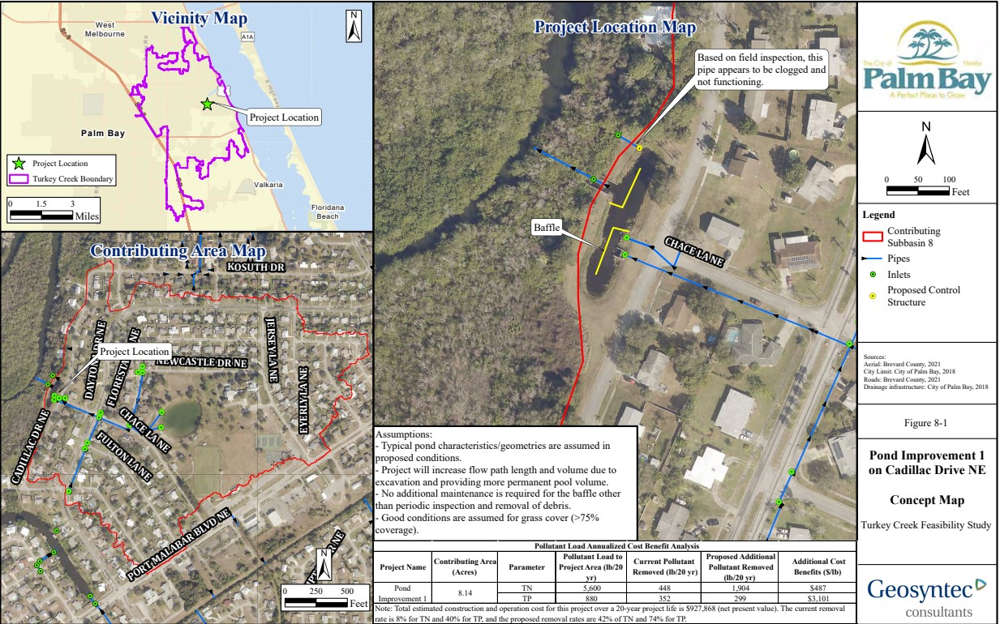 Vicinity Map
West
Melbourne
N
A1A
Project Location
Palm Bay
Project Location
Turkey Creek Boundary
0 1.5 3
Miles
Valkaria
Floridana
Beach
Contributing Area Map
KOSUTH DR
JERSEY LANE
Project Location
NEWCASTLE DR NE
EYERLY LANE
CHACE LANE
CADILLAC DR NE
FULTON LANE
PORT MALABAR BLVD NE
N
0 250 500
Feet
Project Location Map
Based on field inspection, this
pipe appears to be clogged and
not functioning.
Baffle
CHACE LANE
Assumptions:
- Typical pond characteristics/geometries are assumed in
proposed conditions.
- Project will increase flow path length and volume due to
excavation and providing more permanent pool volume.
- No additional maintenance is required for the baffle other
than periodic inspection and removal of debris.
- Good conditions are assumed for grass cover (>75%
coverage).
Pollutant Load Annualized Cost Benefit Analysis
Project Name Contributing Area (Acres) Parameter Pollutant Load to Project Area (lb/20 yr) Current Pollutant Removed (lb/20 yr) Proposed Additional Pollutant Removed (lb/20 yr) Additional Cost Benefits ($/lb)
Pond Improvement 1 8.14 TN 5,600 448 1,904 $487
TP 880 352 299 $3,101
Note: Total estimated construction and operation cost for this project over a 20-year project life is $927,868 (net present value). The current removal
rate is 8% for TN and 40% for TP, and the proposed removal rates are 42% of TN and 74% for TP.
The City of Florida
Palm Bay
A Perfect Place to Grow
N
0 50 100
Feet
Legend
Contributing
Subbasin 8
Pipes
Inlets
Proposed Control
Structure
Sources:
Aerial: Brevard County, 2021
City Limit: City of Palm Bay, 2018
Roads: Brevard County, 2021
Drainage infrastructure: City of Palm Bay, 2018
Figure 8-1
Pond Improvement 1
on Cadillac Drive NE
Concept Map
Turkey Creek Feasibility Study
Geosyntec
consultants